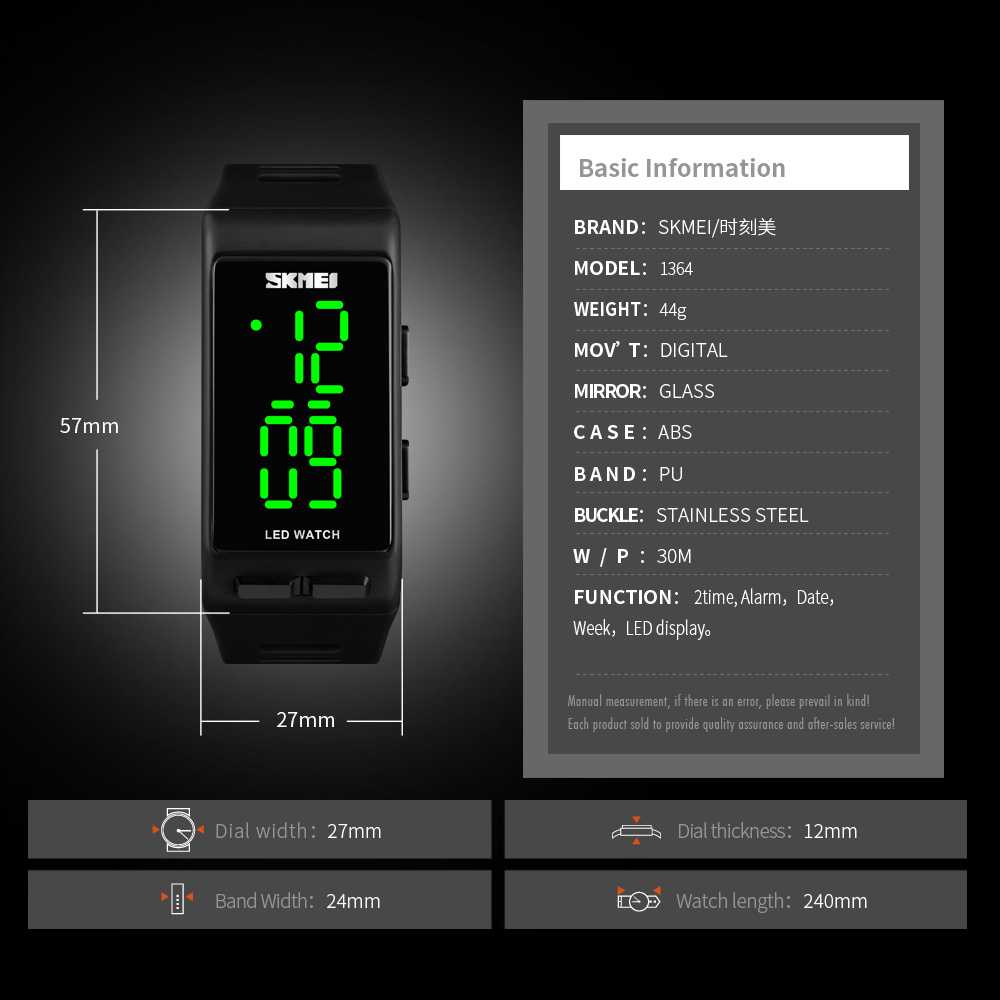 Basic Information
BRAND： SKMEI/时刻美
MODEL： 1364
WEIGHT： 44g
MOV’ T： DIGITAL
MIRROR： GLASS
CASE： ABS
BAND： PU
BUCKLE： STAINLESS STEEL
W / P ： 30M
FUNCTION： 2time, Alarm，Date，
Week，LED display。
Manual measurement, if there is an error, please prevail in kind!
Each product sold to provide quality assurance and after-sales service!
SKMEI
12
09
LED WATCH
57mm
27mm
Dial width： 27mm
Dial thickness： 12mm
Band Width： 24mm
Watch length： 240mm